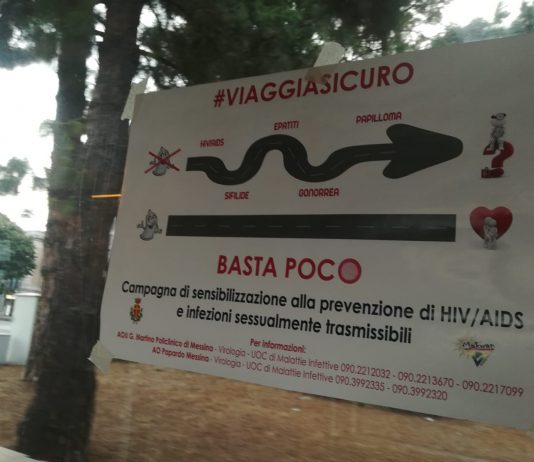 #VIAGGIASICURO
HIV/AIDS
EPATITI
PAPILLOMA
SIFILIDE
GONORREA
?
BASTA POCO
Campagna di sensibilizzazione alla prevenzione di HIV/AIDS
e infezioni sessualmente trasmissibili
Per informazioni:
AOU G. Martino Policlinico di Messina - Virologia - UOC di Malattie Infettive 090.2212032 - 090.2213670 - 090.2217099
AO Papardo Messina - Virologia - UOC di Malattie Infettive 090.3992335 - 090.3992320